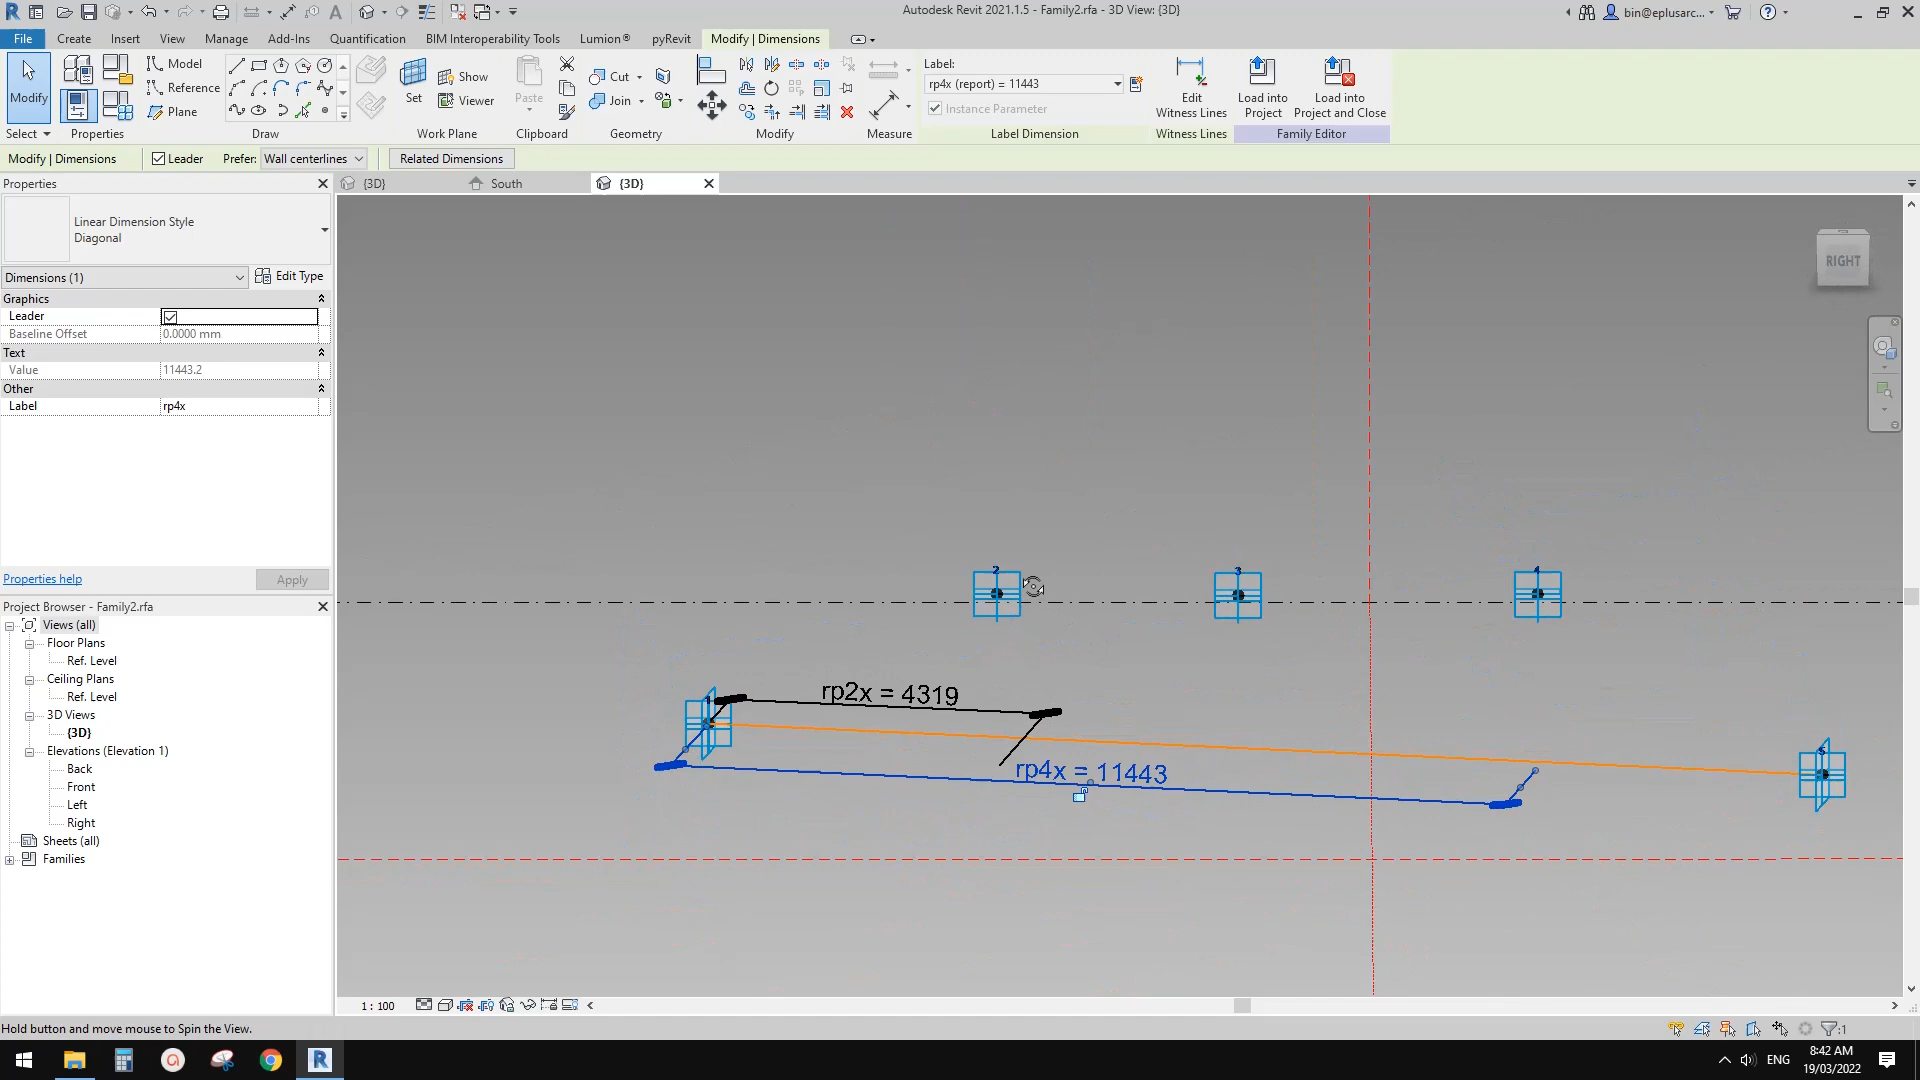 Autodesk Revit 2021.1.5 - Family2.rfa - 3D View: {3D}
bin@eplusarc...
File Create Insert View Manage Add-Ins Quantification BIM Interoperability Tools Lumion® pyRevit Modify | Dimensions
Modify
Select
Properties
Model
Reference
Plane
Draw
Set
Show
Viewer
Work Plane
Paste
Clipboard
Cut
Join
Geometry
Modify
Measure
Label:
rp4x (report) = 11443
Instance Parameter
Label Dimension
Edit
Witness Lines
Witness Lines
Load into
Project
Load into
Project and Close
Family Editor
Modify | Dimensions
Leader
Prefer: Wall centerlines
Related Dimensions
Properties
{3D}
South
{3D}
Linear Dimension Style
Diagonal
Dimensions (1)
Edit Type
Graphics
Leader
Baseline Offset 0.0000 mm
Text
Value 11443.2
Other
Label rp4x
Properties help
Apply
Project Browser - Family2.rfa
Views (all)
Floor Plans
Ref. Level
Ceiling Plans
Ref. Level
3D Views
{3D}
Elevations (Elevation 1)
Back
Front
Left
Right
Sheets (all)
Families
RIGHT
2
3
4
1
rp2x = 4319
rp4x = 11443
5
1 : 100
Hold button and move mouse to Spin the View.
:1
ENG
8:42 AM
19/03/2022